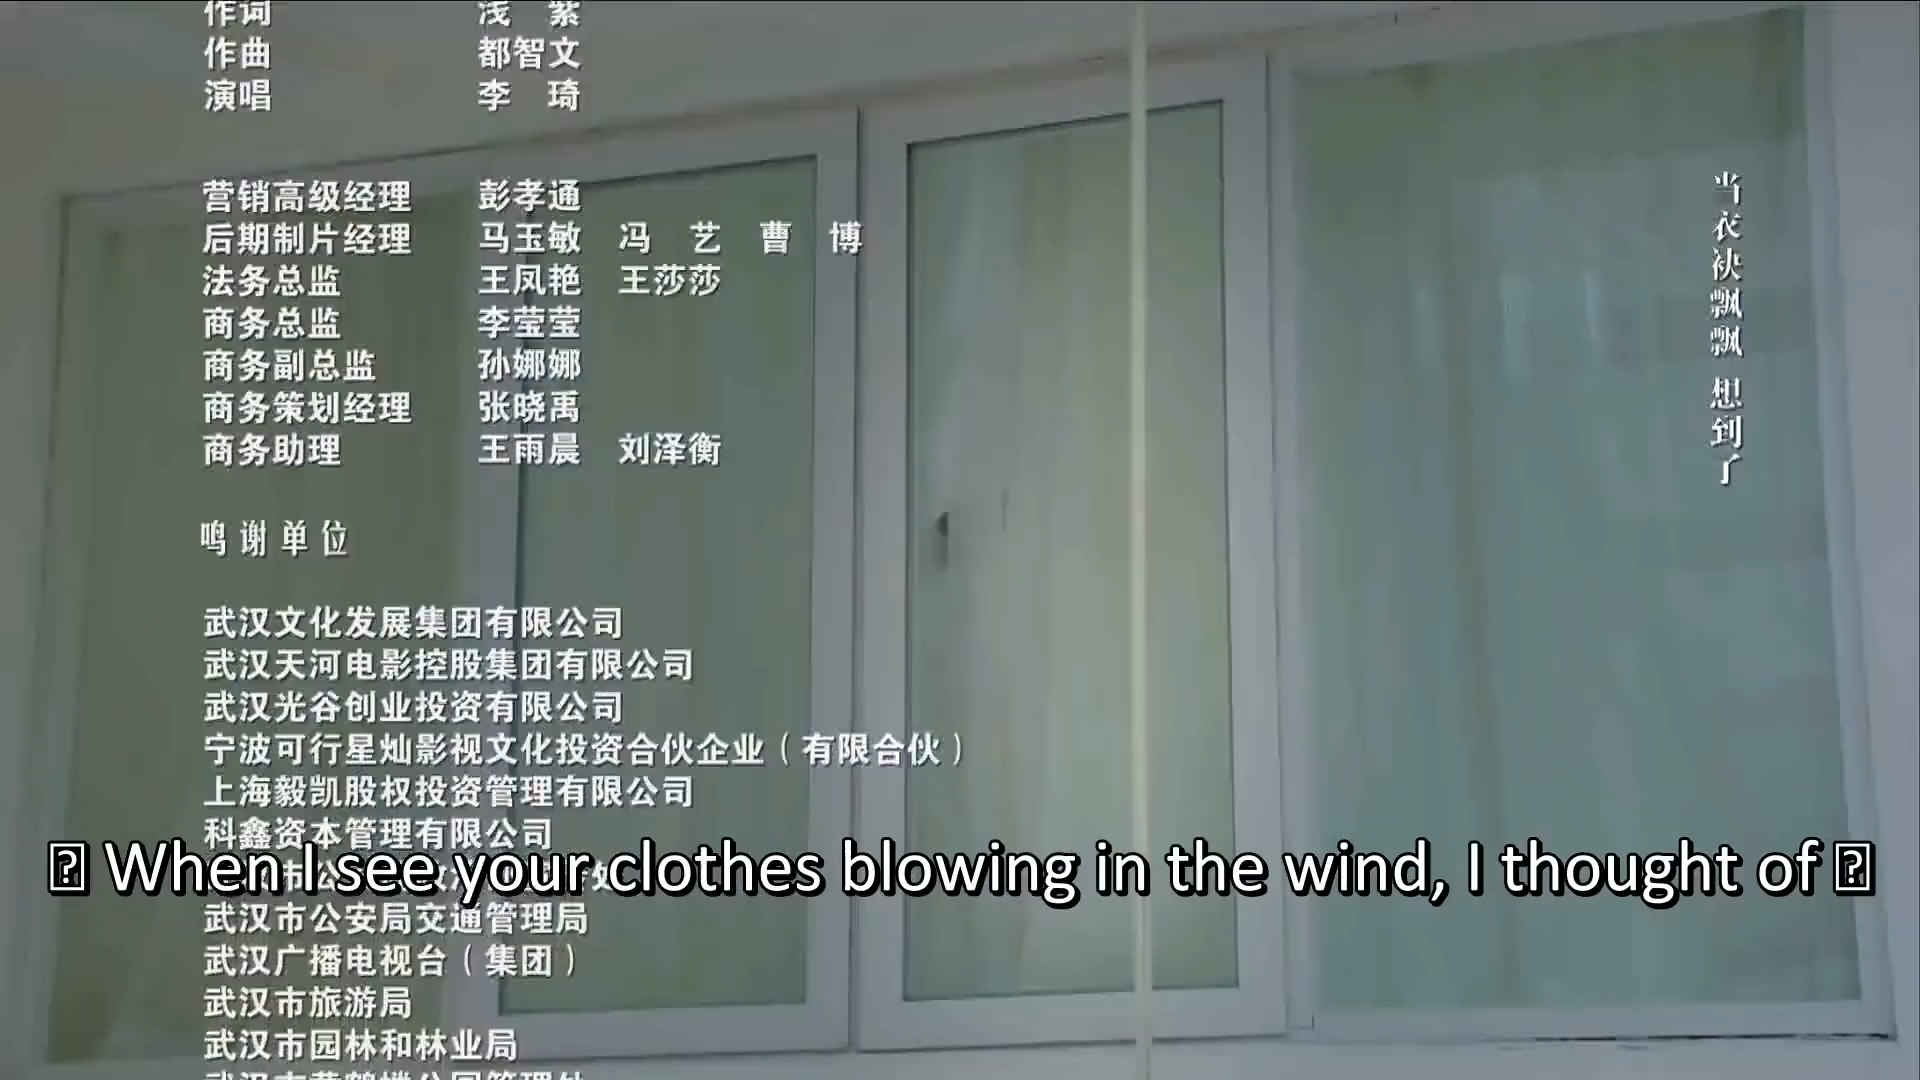 作词 浅 紫
作曲 都智文
演唱 李 琦
营销高级经理 彭孝通
后期制片经理 马玉敏 冯 艺 曹 博
法务总监 王凤艳 王莎莎
商务总监 李莹莹
商务副总监 孙娜娜
商务策划经理 张晓禹
商务助理 王雨晨 刘泽衡
鸣谢单位
武汉文化发展集团有限公司
武汉天河电影控股集团有限公司
武汉光谷创业投资有限公司
宁波可行星灿影视文化投资合伙企业（有限合伙）
上海毅凯股权投资管理有限公司
科鑫资本管理有限公司
武汉市公安局交通管理局
武汉广播电视台（集团）
武汉市旅游局
武汉市园林和林业局
当衣袂飘飘 想到了
When I see your clothes blowing in the wind, I thought of